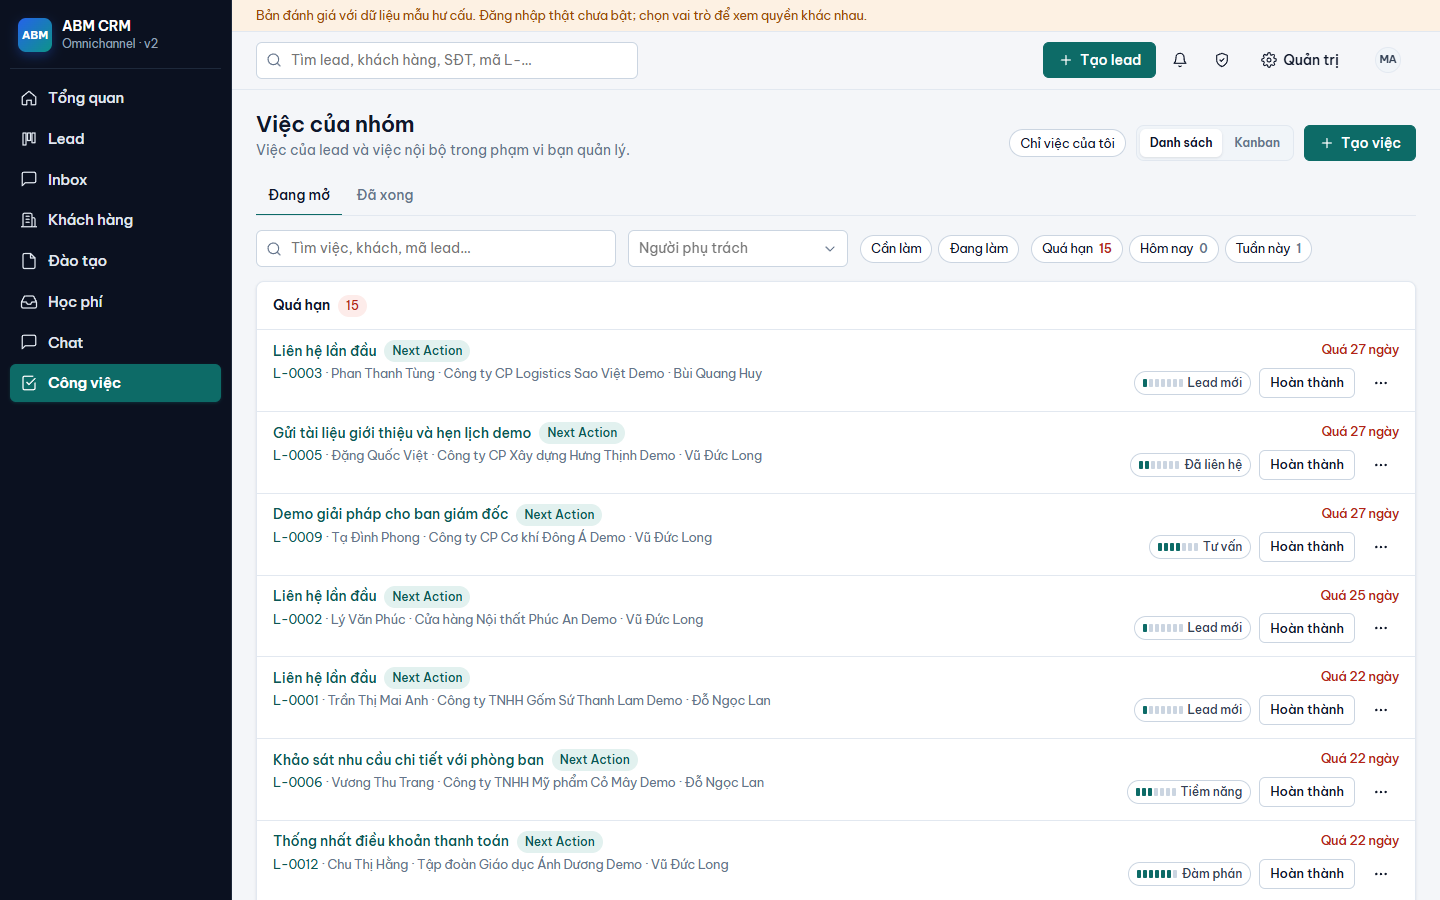 ABM
ABM CRM
Omnichannel · v2
Tổng quan
Lead
Inbox
Khách hàng
Đào tạo
Học phí
Chat
Công việc
Bản đánh giá với dữ liệu mẫu hư cấu. Đăng nhập thật chưa bật; chọn vai trò để xem quyền khác nhau.
Tìm lead, khách hàng, SĐT, mã L-...
Tạo lead
Quản trị
MA
Việc của nhóm
Việc của lead và việc nội bộ trong phạm vi bạn quản lý.
Chỉ việc của tôi
Danh sách
Kanban
Tạo việc
Đang mở
Đã xong
Tìm việc, khách, mã lead...
Người phụ trách
Cần làm
Đang làm
Quá hạn 15
Hôm nay 0
Tuần này 1
Quá hạn 15
Liên hệ lần đầu Next Action
Quá 27 ngày
L-0003 · Phan Thanh Tùng · Công ty CP Logistics Sao Việt Demo · Bùi Quang Huy
Lead mới
Hoàn thành
Gửi tài liệu giới thiệu và hẹn lịch demo Next Action
Quá 27 ngày
L-0005 · Đặng Quốc Việt · Công ty CP Xây dựng Hưng Thịnh Demo · Vũ Đức Long
Đã liên hệ
Hoàn thành
Demo giải pháp cho ban giám đốc Next Action
Quá 27 ngày
L-0009 · Tạ Đình Phong · Công ty CP Cơ khí Đông Á Demo · Vũ Đức Long
Tư vấn
Hoàn thành
Liên hệ lần đầu Next Action
Quá 25 ngày
L-0002 · Lý Văn Phúc · Cửa hàng Nội thất Phúc An Demo · Vũ Đức Long
Lead mới
Hoàn thành
Liên hệ lần đầu Next Action
Quá 22 ngày
L-0001 · Trần Thị Mai Anh · Công ty TNHH Gốm Sứ Thanh Lam Demo · Đỗ Ngọc Lan
Lead mới
Hoàn thành
Khảo sát nhu cầu chi tiết với phòng ban Next Action
Quá 22 ngày
L-0006 · Vương Thu Trang · Công ty TNHH Mỹ phẩm Cỏ Mây Demo · Đỗ Ngọc Lan
Tiềm năng
Hoàn thành
Thống nhất điều khoản thanh toán Next Action
Quá 22 ngày
L-0012 · Chu Thị Hằng · Tập đoàn Giáo dục Ánh Dương Demo · Vũ Đức Long
Đàm phán
Hoàn thành